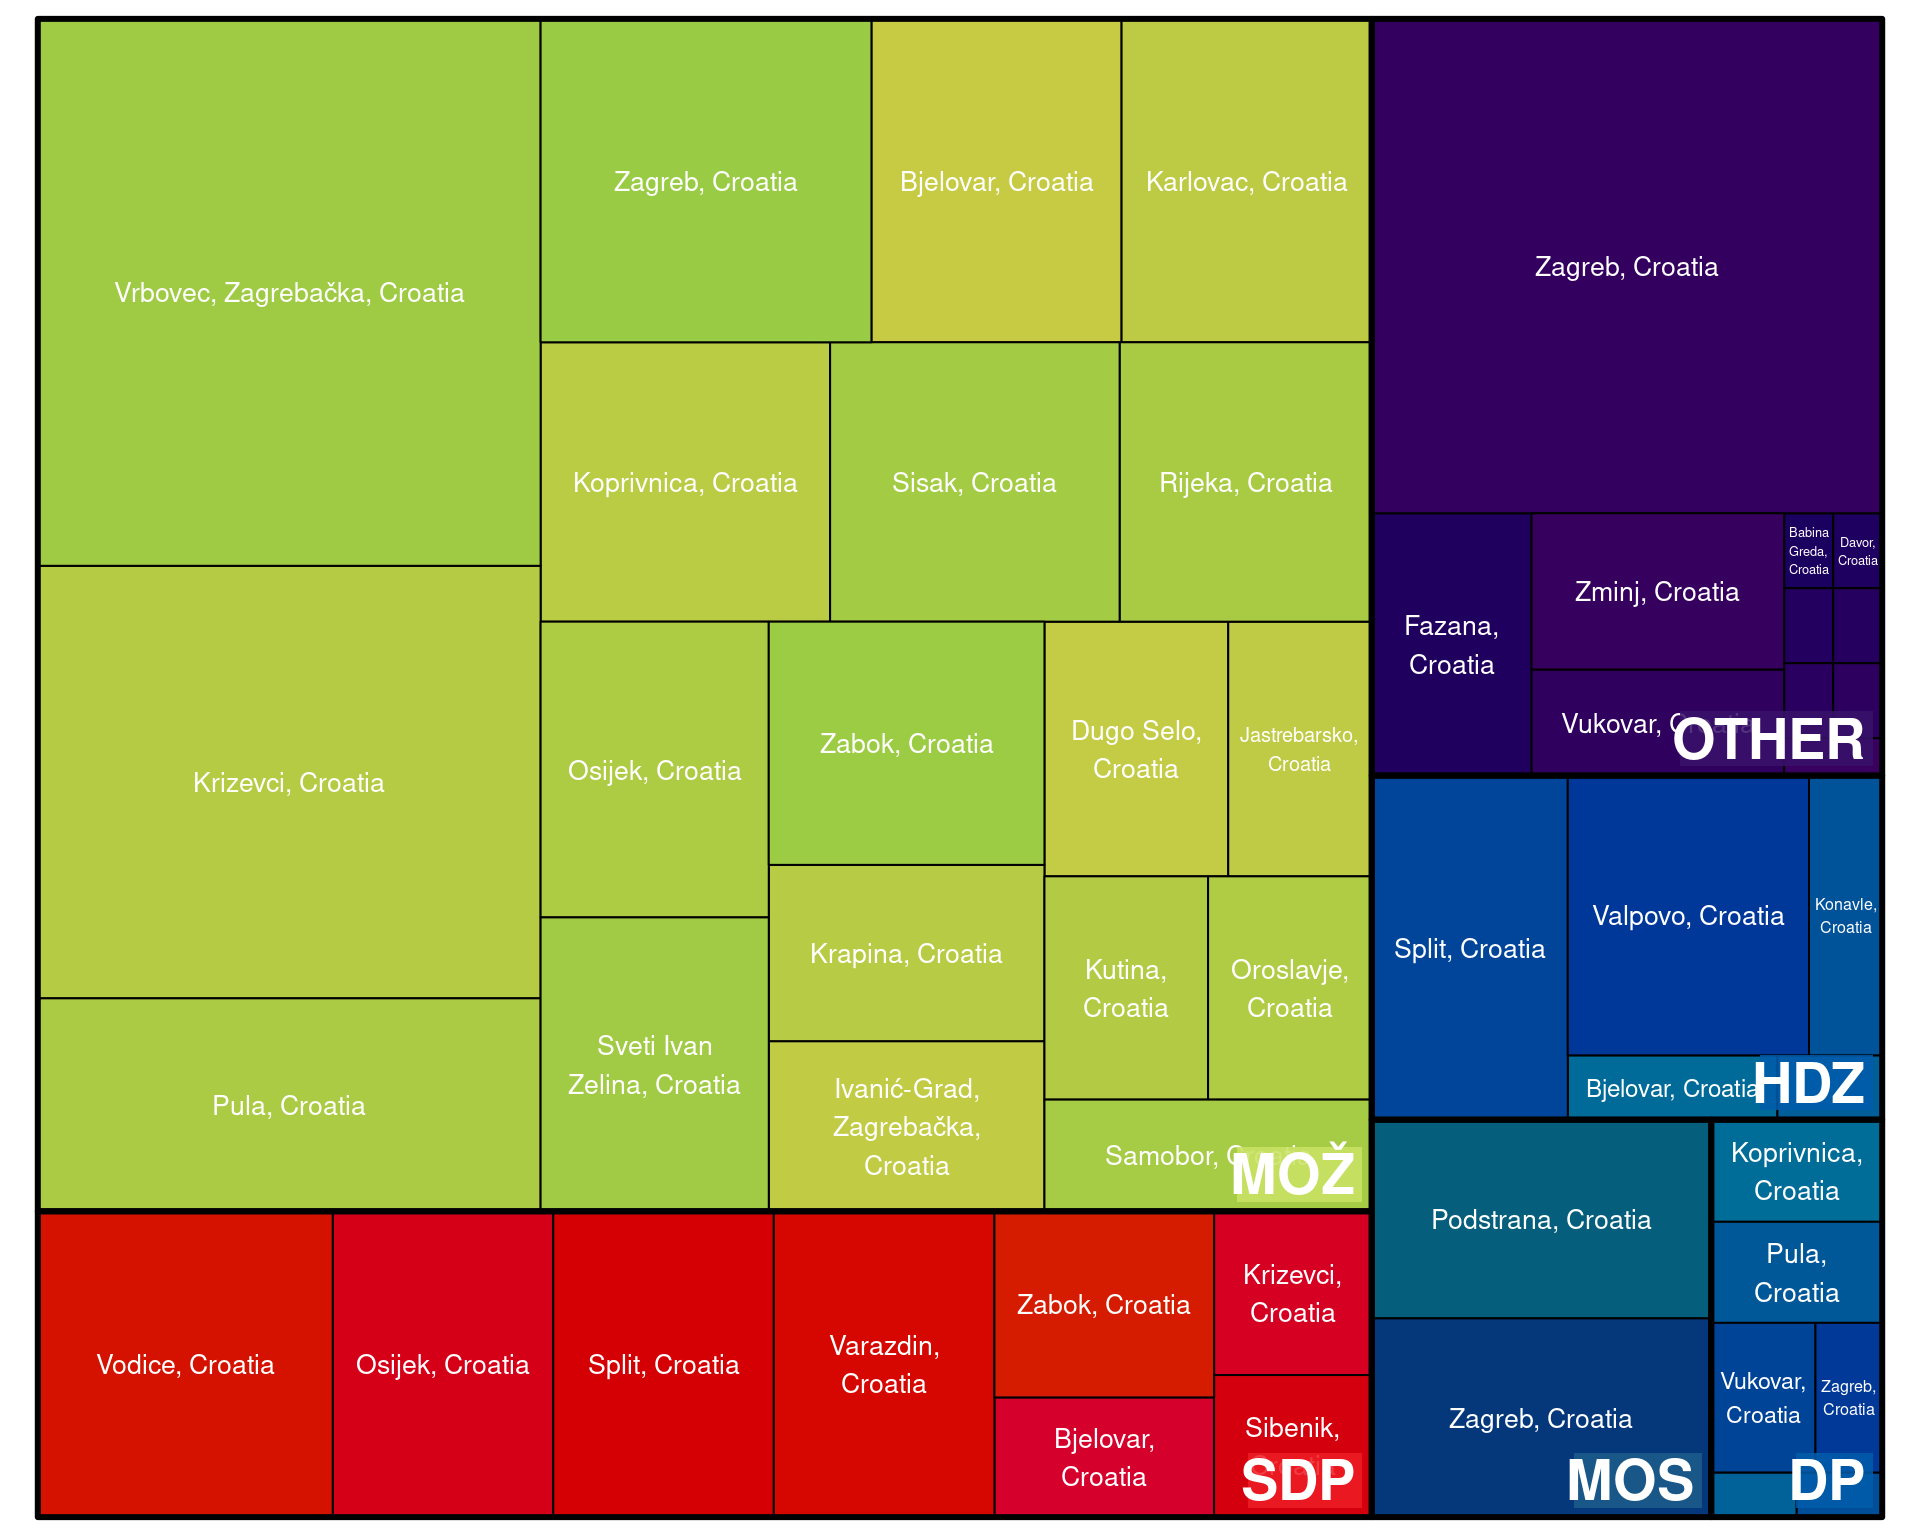 Vrbovec, Zagrebačka, Croatia
Zagreb, Croatia
Bjelovar, Croatia
Karlovac, Croatia
Koprivnica, Croatia
Sisak, Croatia
Rijeka, Croatia
Krizevci, Croatia
Osijek, Croatia
Zabok, Croatia
Dugo Selo,
Croatia
Jastrebarsko,
Croatia
Krapina, Croatia
Kutina,
Croatia
Oroslavje,
Croatia
Pula, Croatia
Sveti Ivan
Zelina, Croatia
Ivanić-Grad,
Zagrebačka,
Croatia
Samobor, Croatia
MOŽ
Vodice, Croatia
Osijek, Croatia
Split, Croatia
Varazdin,
Croatia
Zabok, Croatia
Bjelovar,
Croatia
Krizevci,
Croatia
Sibenik,
Croatia
SDP
Zagreb, Croatia
Fazana,
Croatia
Zminj, Croatia
Vukovar, Croatia
Babina
Greda,
Croatia
Davor,
Croatia
OTHER
Split, Croatia
Valpovo, Croatia
Konavle,
Croatia
Bjelovar, Croatia
HDZ
Podstrana, Croatia
Zagreb, Croatia
MOS
Koprivnica,
Croatia
Pula,
Croatia
Vukovar,
Croatia
Zagreb,
Croatia
DP